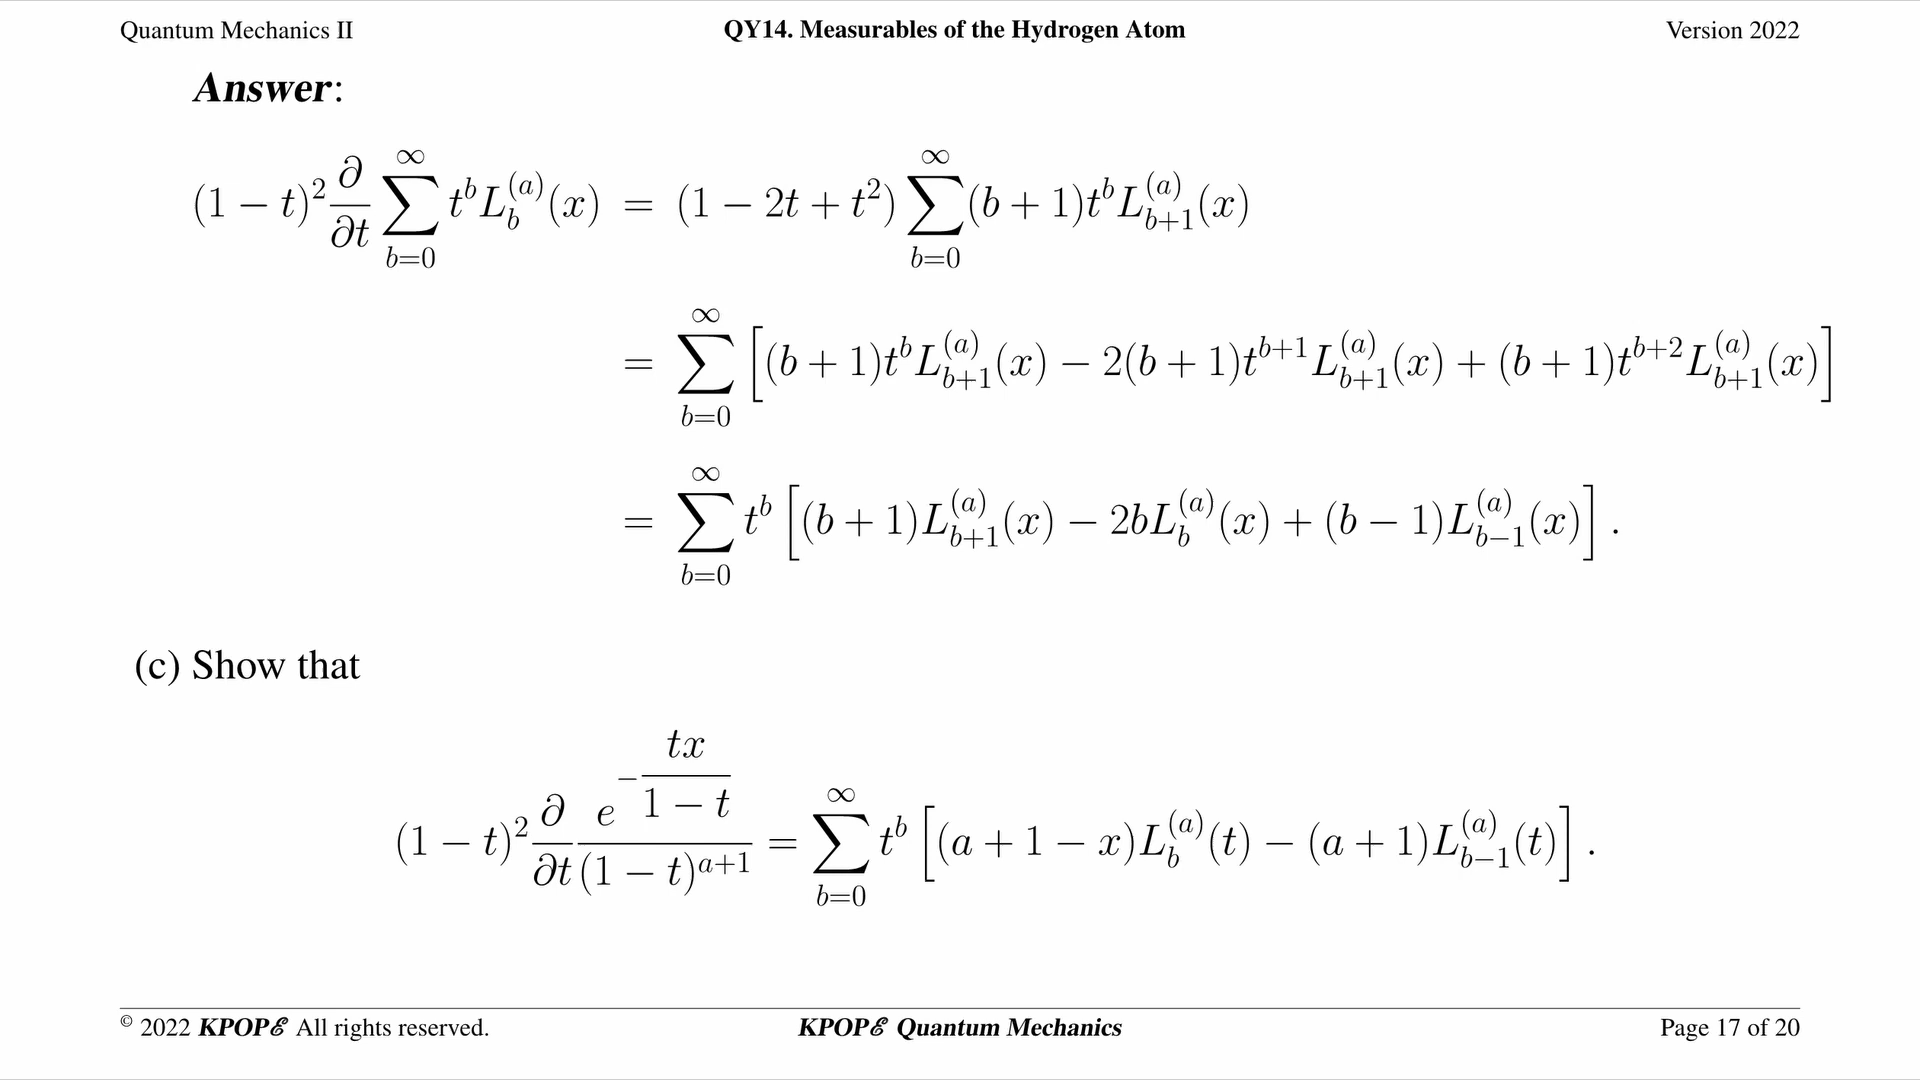 Quantum Mechanics II QY14. Measurables of the Hydrogen Atom Version 2022
Answer:
(1 − t)^2 ∂/∂t ∑_{b=0}^{∞} t^b L_b^{(a)}(x) = (1 − 2t + t^2) ∑_{b=0}^{∞} (b + 1)t^b L_{b+1}^{(a)}(x)
= ∑_{b=0}^{∞} [(b + 1)t^b L_{b+1}^{(a)}(x) − 2(b + 1)t^{b+1} L_{b+1}^{(a)}(x) + (b + 1)t^{b+2} L_{b+1}^{(a)}(x)]
= ∑_{b=0}^{∞} t^b [(b + 1)L_{b+1}^{(a)}(x) − 2bL_b^{(a)}(x) + (b − 1)L_{b−1}^{(a)}(x)] .
(c) Show that
(1 − t)^2 ∂/∂t e^{−tx/(1 − t)}/(1 − t)^{a+1} = ∑_{b=0}^{∞} t^b [(a + 1 − x)L_b^{(a)}(t) − (a + 1)L_{b−1}^{(a)}(t)] .
© 2022 KPOPℰ All rights reserved. KPOPℰ Quantum Mechanics Page 17 of 20